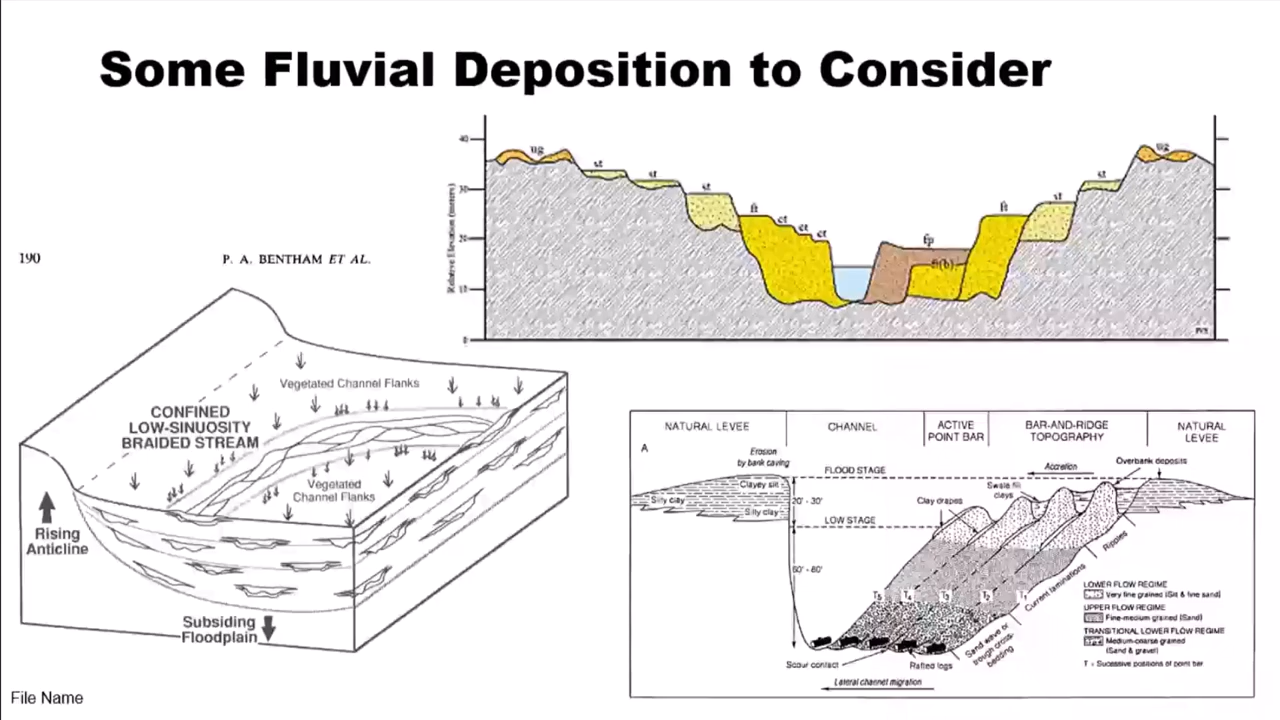 Some Fluvial Deposition to Consider
40
30
20
10
0
Relative Elevation (meters)
ug
st
st
st
ft
ct
ct
ct
fp
ft(b)
ft
st
st
ug
190
P. A. BENTHAM ET AL.
Vegetated Channel Flanks
CONFINED
LOW-SINUOSITY
BRAIDED STREAM
Vegetated
Channel Flanks
Rising
Anticline
Subsiding
Floodplain
NATURAL LEVEE
CHANNEL
ACTIVE
POINT BAR
BAR-AND-RIDGE
TOPOGRAPHY
NATURAL
LEVEE
A
Erosion
by bank caving
FLOOD STAGE
Accretion
Overbank deposits
Clayey silt
Silty clay
Silty clay
20' - 30'
Clay drapes
Swale fill
clays
LOW STAGE
60' - 80'
Ripples
T5
T4
T3
T2
T1
Current laminations
Sand wave or
trough cross-
bedding
LOWER FLOW REGIME
Very fine grained (Silt & fine sand)
UPPER FLOW REGIME
Fine-medium grained (Sand)
TRANSITIONAL LOWER FLOW REGIME
Medium-coarse grained
(Sand & gravel)
T = Sucessive positions of point bar
Scour contact
Rafted logs
Lateral channel migration
File Name